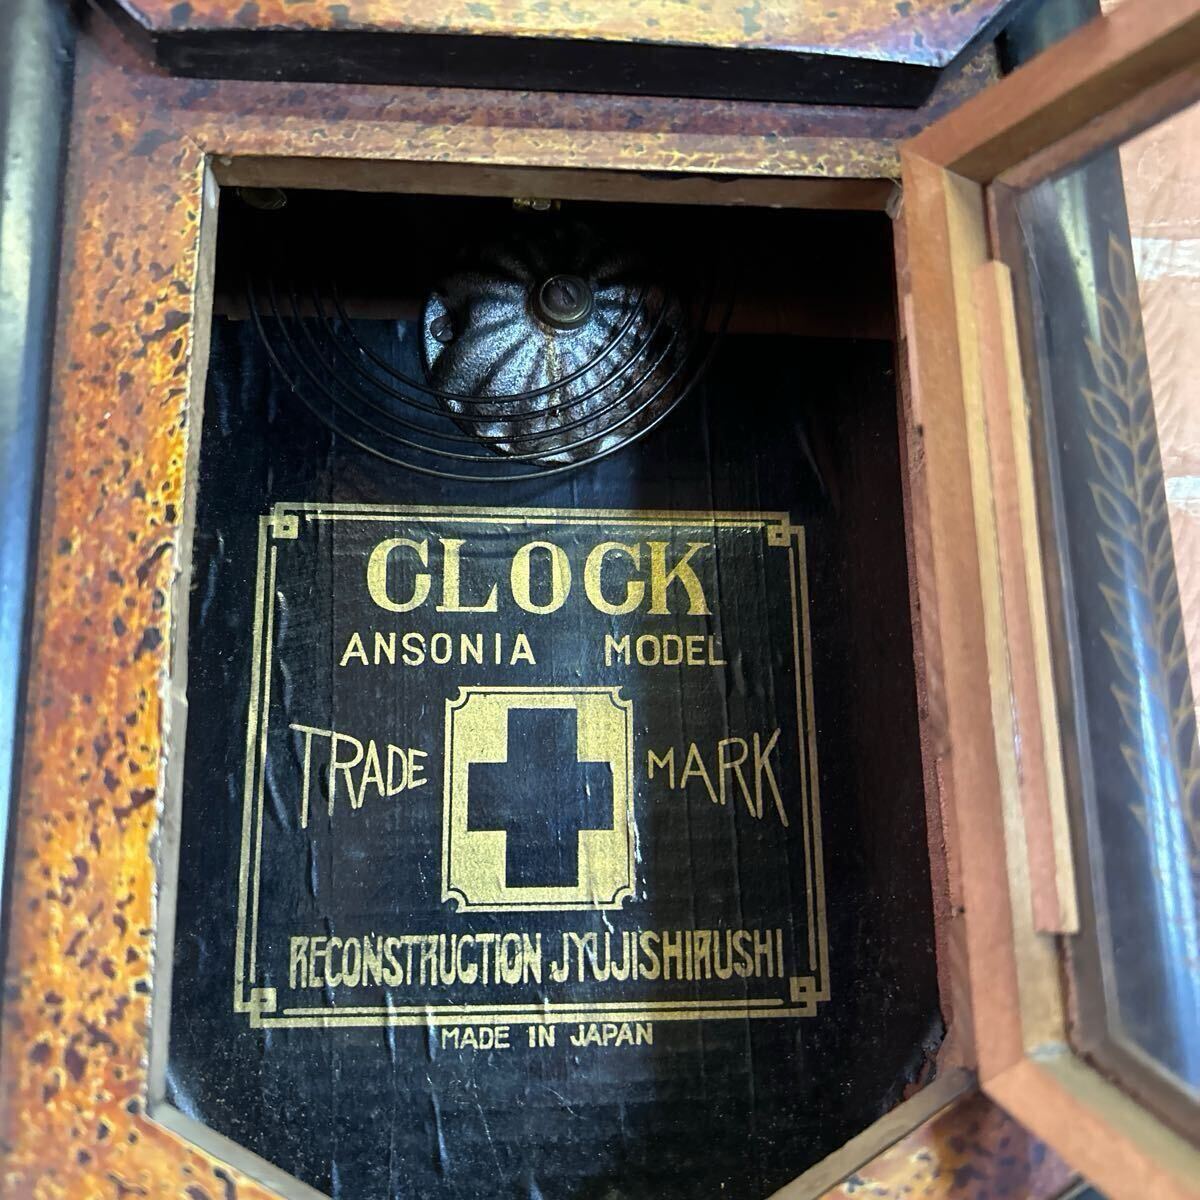 CLOCK
ANSONIA MODEL
TRADE MARK
RECONSTRUCTION JYUJISHIRUSHI
MADE IN JAPAN